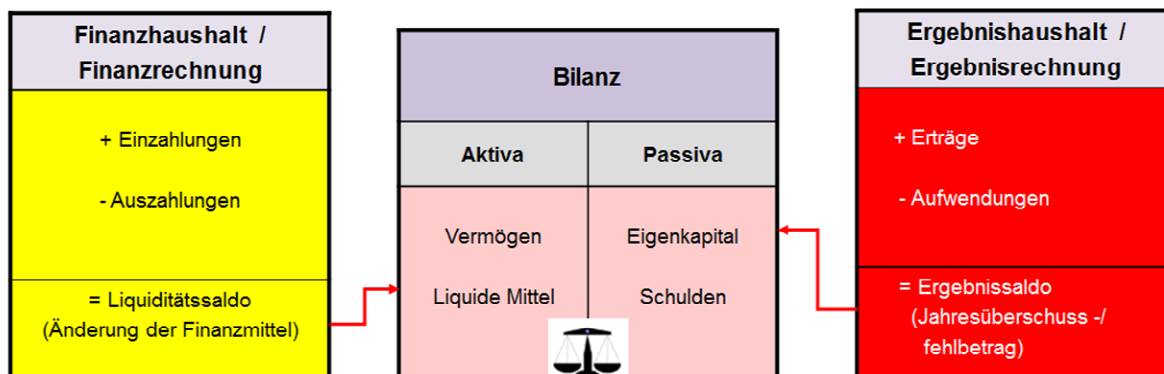 Finanzhaushalt /
Finanzrechnung
+ Einzahlungen
- Auszahlungen
= Liquiditätssaldo
(Änderung der Finanzmittel)
Bilanz
Aktiva
Passiva
Vermögen
Eigenkapital
Liquide Mittel
Schulden
Ergebnishaushalt /
Ergebnisrechnung
+ Erträge
- Aufwendungen
= Ergebnissaldo
(Jahresüberschuss -/
fehlbetrag)